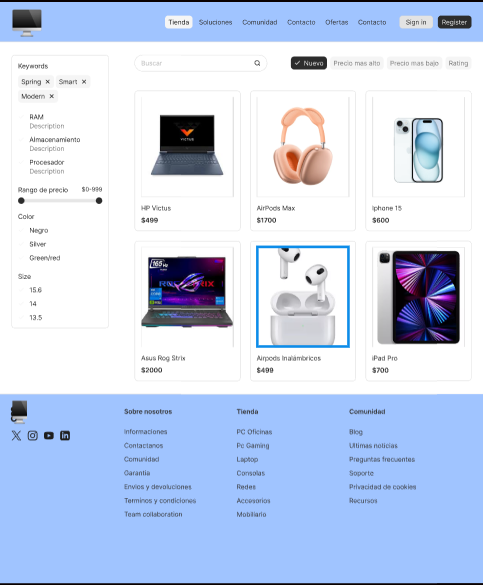 Tienda Soluciones Comunidad Contacto Ofertas Contacto Sign in Register
Keywords
Spring × Smart ×
Modern ×
RAM
Description
Almacenamiento
Description
Procesador
Description
Rango de precio $0-999
Color
Negro
Silver
Green/red
Size
15.6
14
13.5
Buscar
Nuevo Precio mas alto Precio mas bajo Rating
VICTUS
HP Victus
$499
AirPods Max
$1700
Iphone 15
$600
165 Hz
Asus Rog Strix
$2000
Airpods Inalámbricos
$499
iPad Pro
$700
Sobre nosotros
Informaciones
Contactanos
Comunidad
Garantia
Envios y devoluciones
Terminos y condiciones
Team collaboration
Tienda
PC Oficinas
Pc Gaming
Laptop
Consolas
Redes
Accesorios
Mobiliario
Comunidad
Blog
Ultimas noticias
Preguntas frecuentes
Soporte
Privacidad de cookies
Recursos